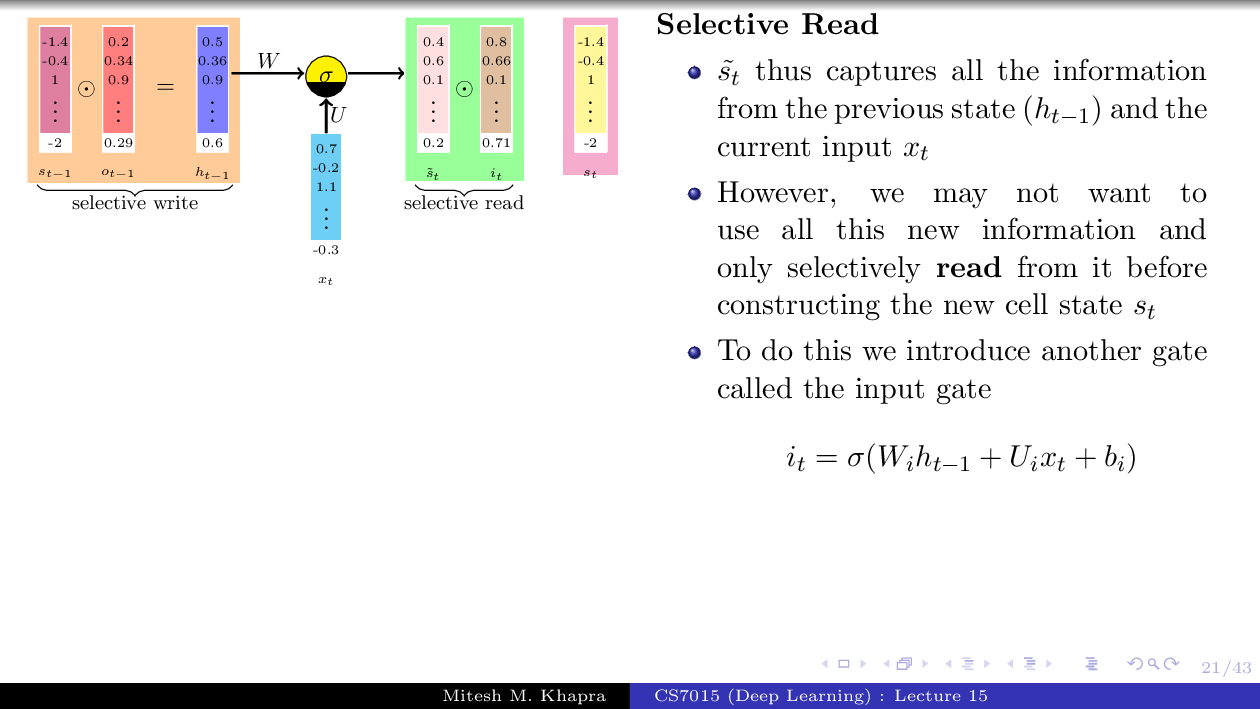 -1.4 0.2 0.5 0.4 0.8 -1.4
-0.4 0.34 0.36 W 0.6 0.66 -0.4
1 ⊙ 0.9 = 0.9 σ 0.1 ⊙ 0.1 1
⋮ ⋮ ⋮ U ⋮ ⋮ ⋮
-2 0.29 0.6 0.2 0.71 -2
s_{t−1} o_{t−1} h_{t−1} s̃_t i_t s_t
selective write selective read
0.7
-0.2
1.1
⋮
-0.3
x_t
Selective Read
s̃_t thus captures all the information
from the previous state (h_{t−1}) and the
current input x_t
However, we may not want to
use all this new information and
only selectively read from it before
constructing the new cell state s_t
To do this we introduce another gate
called the input gate
i_t = σ(W_i h_{t−1} + U_i x_t + b_i)
21/43
Mitesh M. Khapra CS7015 (Deep Learning) : Lecture 15